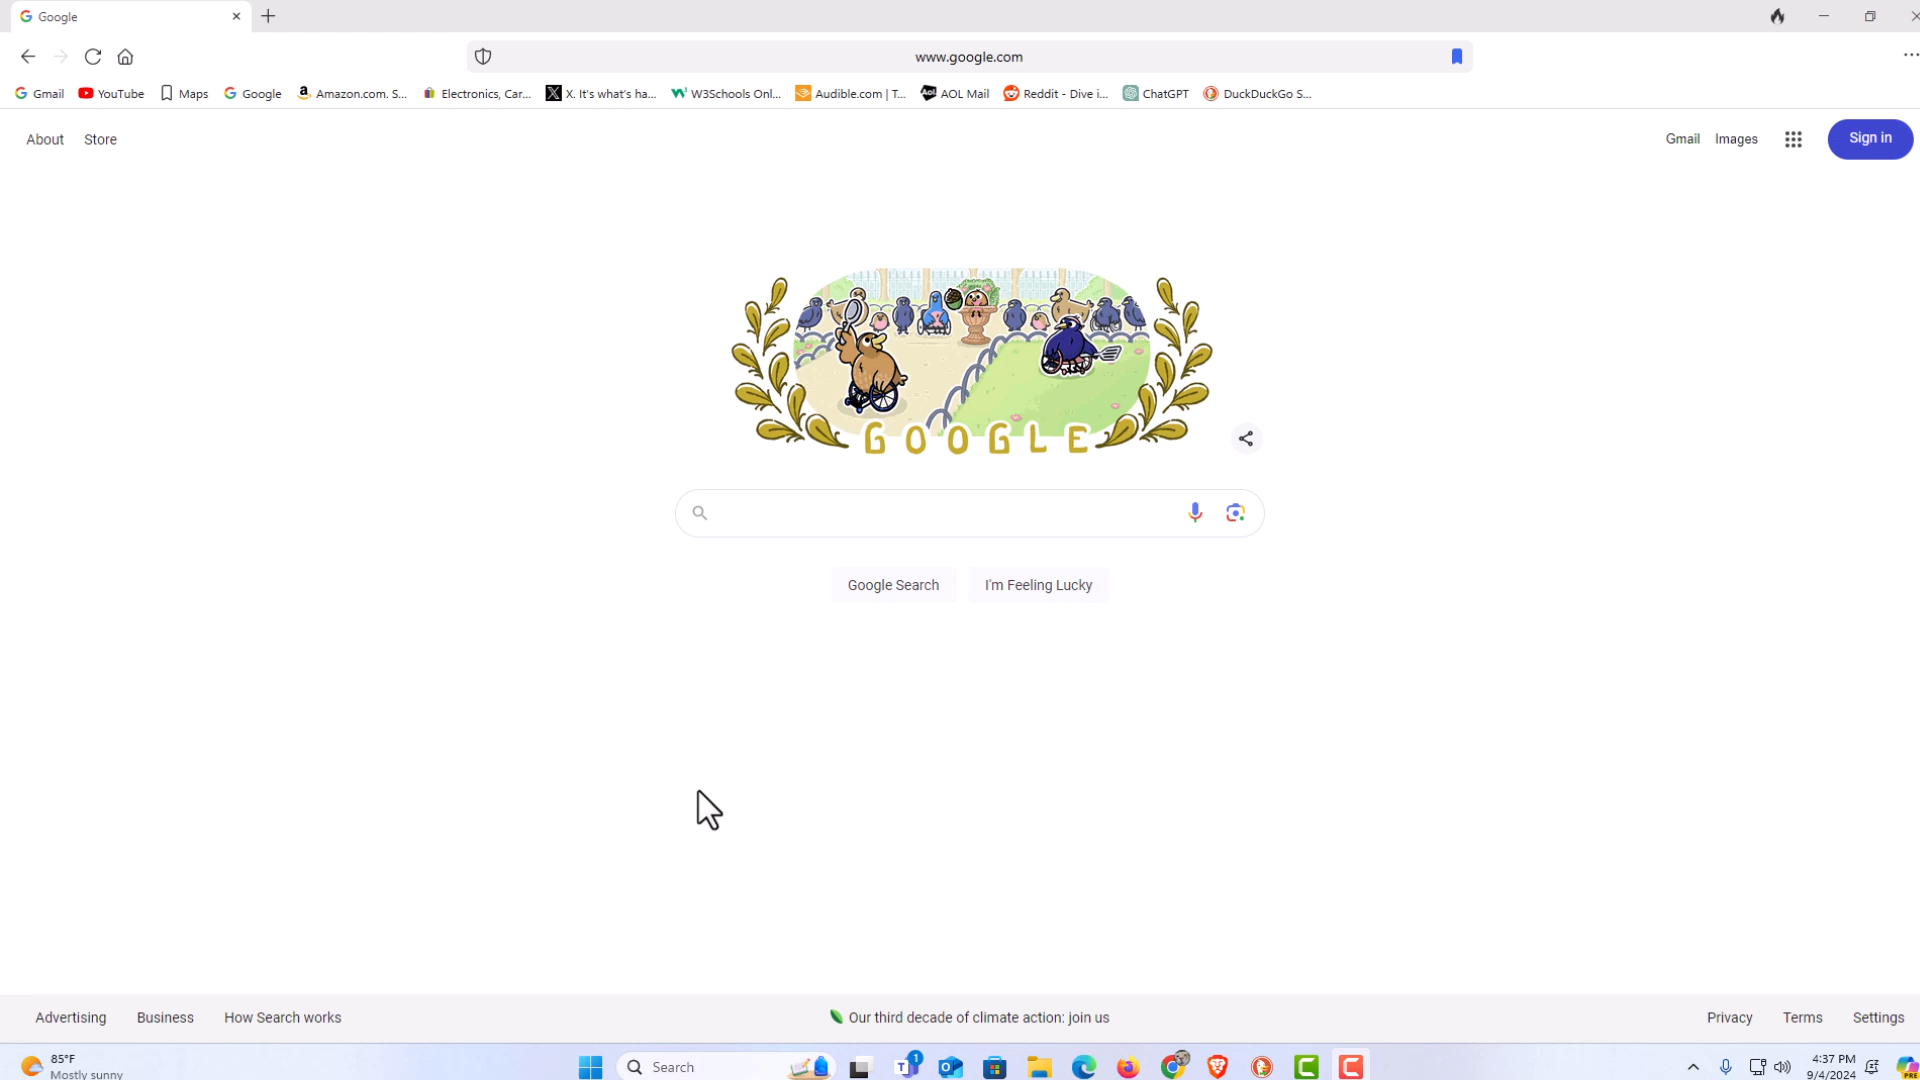 Google
www.google.com
Gmail YouTube Maps Google Amazon.com. S... Electronics, Car... X. It's what's ha... W3Schools Onl... Audible.com | T... AOL Mail Reddit - Dive i... ChatGPT DuckDuckGo S...
About Store Gmail Images Sign in
GOOGLE
Google Search I'm Feeling Lucky
Advertising Business How Search works Our third decade of climate action: join us Privacy Terms Settings
85°F
Mostly sunny
Search
1
4:37 PM
9/4/2024
PRE